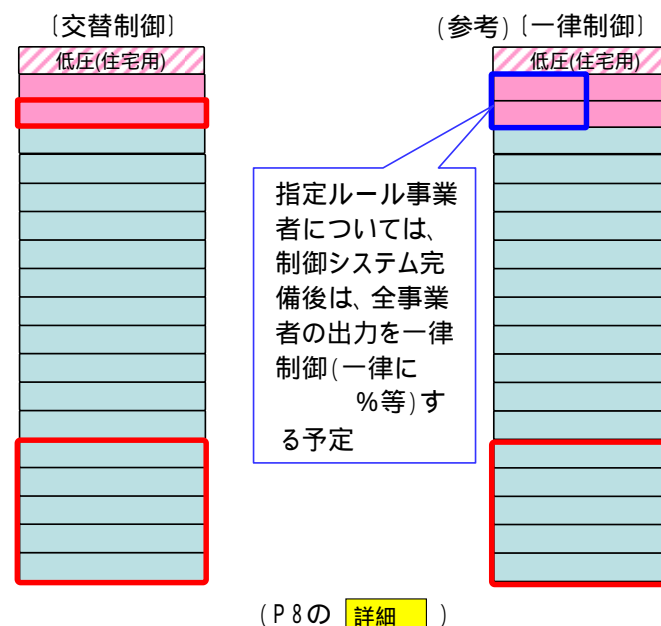 〔交替制御〕
(参考)〔一律制御〕
低圧(住宅用)
低圧(住宅用)
指定ルール事業
者については、
制御システム完
備後は、全事業
者の出力を一律
制御(一律に
%等)す
る予定
(P8の 詳細 )